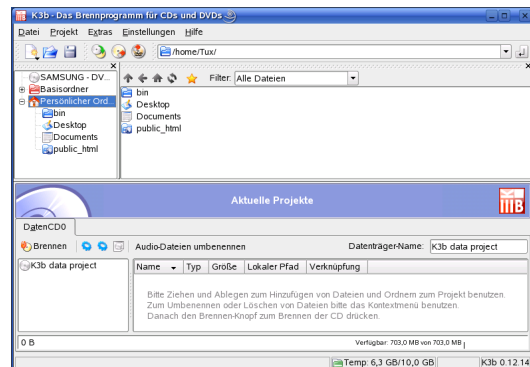 K3b - Das Brennprogramm für CDs und DVDs
Datei Projekt Extras Einstellungen Hilfe
/home/Tux/
SAMSUNG - DV...
Basisordner
Persönlicher Ord...
bin
Desktop
Documents
public_html
Filter: Alle Dateien
bin
Desktop
Documents
public_html
Aktuelle Projekte
DatenCD0
Brennen Audio-Dateien umbenennen Datenträger-Name: K3b data project
K3b data project
Name Typ Größe Lokaler Pfad Verknüpfung
Bitte Ziehen und Ablegen zum Hinzufügen von Dateien und Ordnern zum Projekt benutzen.
Zum Umbenennen oder Löschen von Dateien bitte das Kontextmenü benutzen.
Danach den Brennen-Knopf zum Brennen der CD drücken.
0 B Verfügbar: 703,0 MB von 703,0 MB
Temp: 6,3 GB/10,0 GB K3b 0.12.14